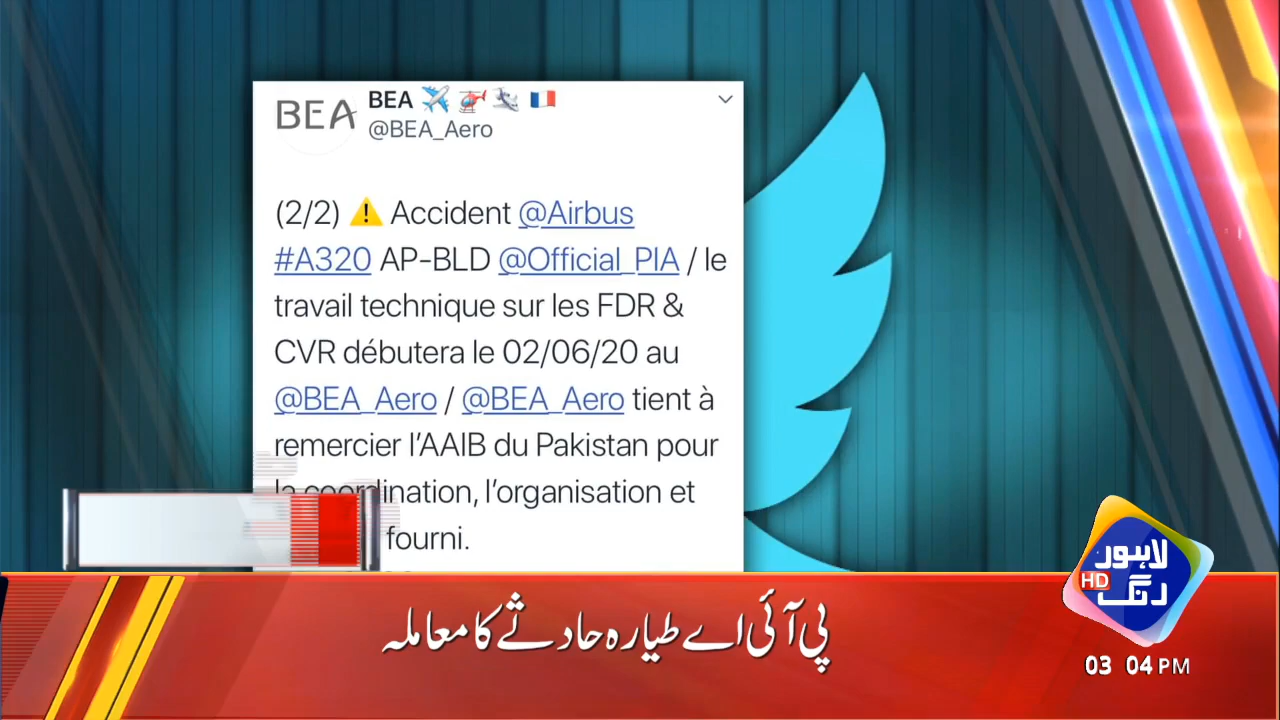 BEA
BEA ✈️ 🚁 🛩 🇫🇷
@BEA_Aero
(2/2) ⚠️ Accident @Airbus
#A320 AP-BLD @Official_PIA / le
travail technique sur les FDR &
CVR débutera le 02/06/20 au
@BEA_Aero / @BEA_Aero tient à
remercier l'AAIB du Pakistan pour
la coordination, l'organisation et
fourni.
لاہور
HD
رنگ
پی آئی اے طیارہ حادثے کا معاملہ
03 04 PM